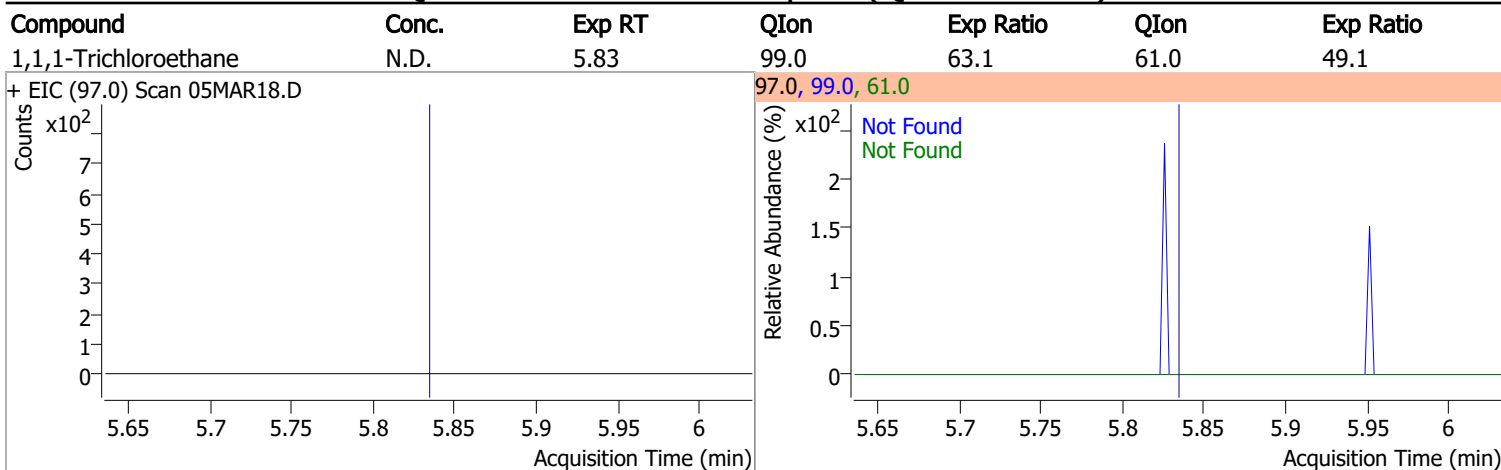 Compound Conc. Exp RT QIon Exp Ratio QIon Exp Ratio
1,1,1-Trichloroethane N.D. 5.83 99.0 63.1 61.0 49.1
+ EIC (97.0) Scan 05MAR18.D
Counts
x10²
7
6
5
4
3
2
1
0
5.65 5.7 5.75 5.8 5.85 5.9 5.95 6
Acquisition Time (min)
97.0, 99.0, 61.0
Relative Abundance (%)
x10²
Not Found
Not Found
2
1.5
1
0.5
0
5.65 5.7 5.75 5.8 5.85 5.9 5.95 6
Acquisition Time (min)